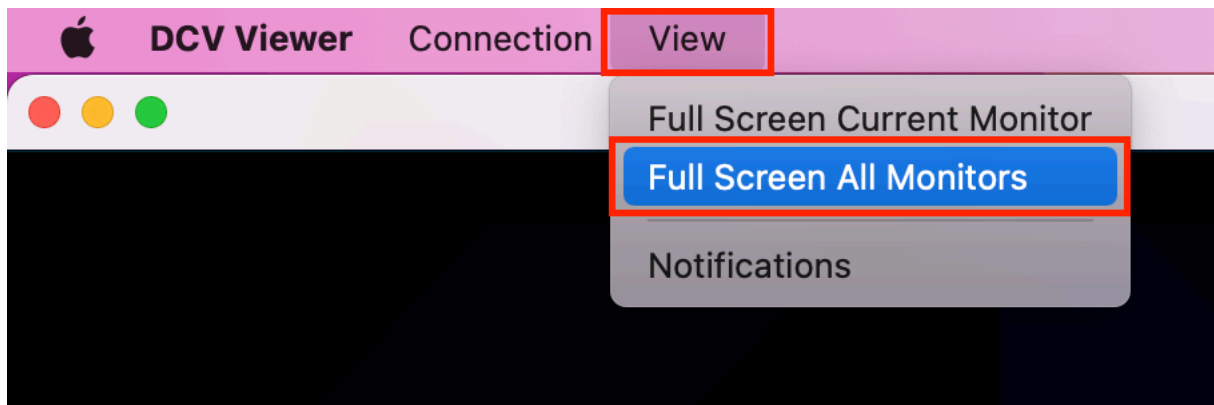 DCV Viewer Connection View
Full Screen Current Monitor
Full Screen All Monitors
Notifications